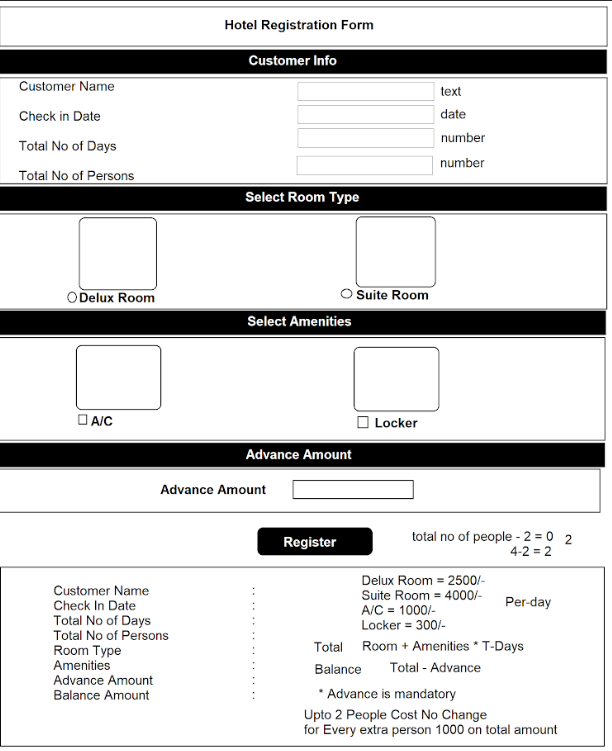 Hotel Registration Form
Customer Info
Customer Name text
Check in Date date
Total No of Days number
Total No of Persons number
Select Room Type
Delux Room Suite Room
Select Amenities
A/C Locker
Advance Amount
Advance Amount
Register total no of people - 2 = 0 2
4-2 = 2
Delux Room = 2500/-
Customer Name : Suite Room = 4000/- Per-day
Check In Date : A/C = 1000/-
Total No of Days : Locker = 300/-
Total No of Persons :
Room Type : Total Room + Amenities * T-Days
Amenities : Balance Total - Advance
Advance Amount :
Balance Amount : * Advance is mandatory
Upto 2 People Cost No Change
for Every extra person 1000 on total amount